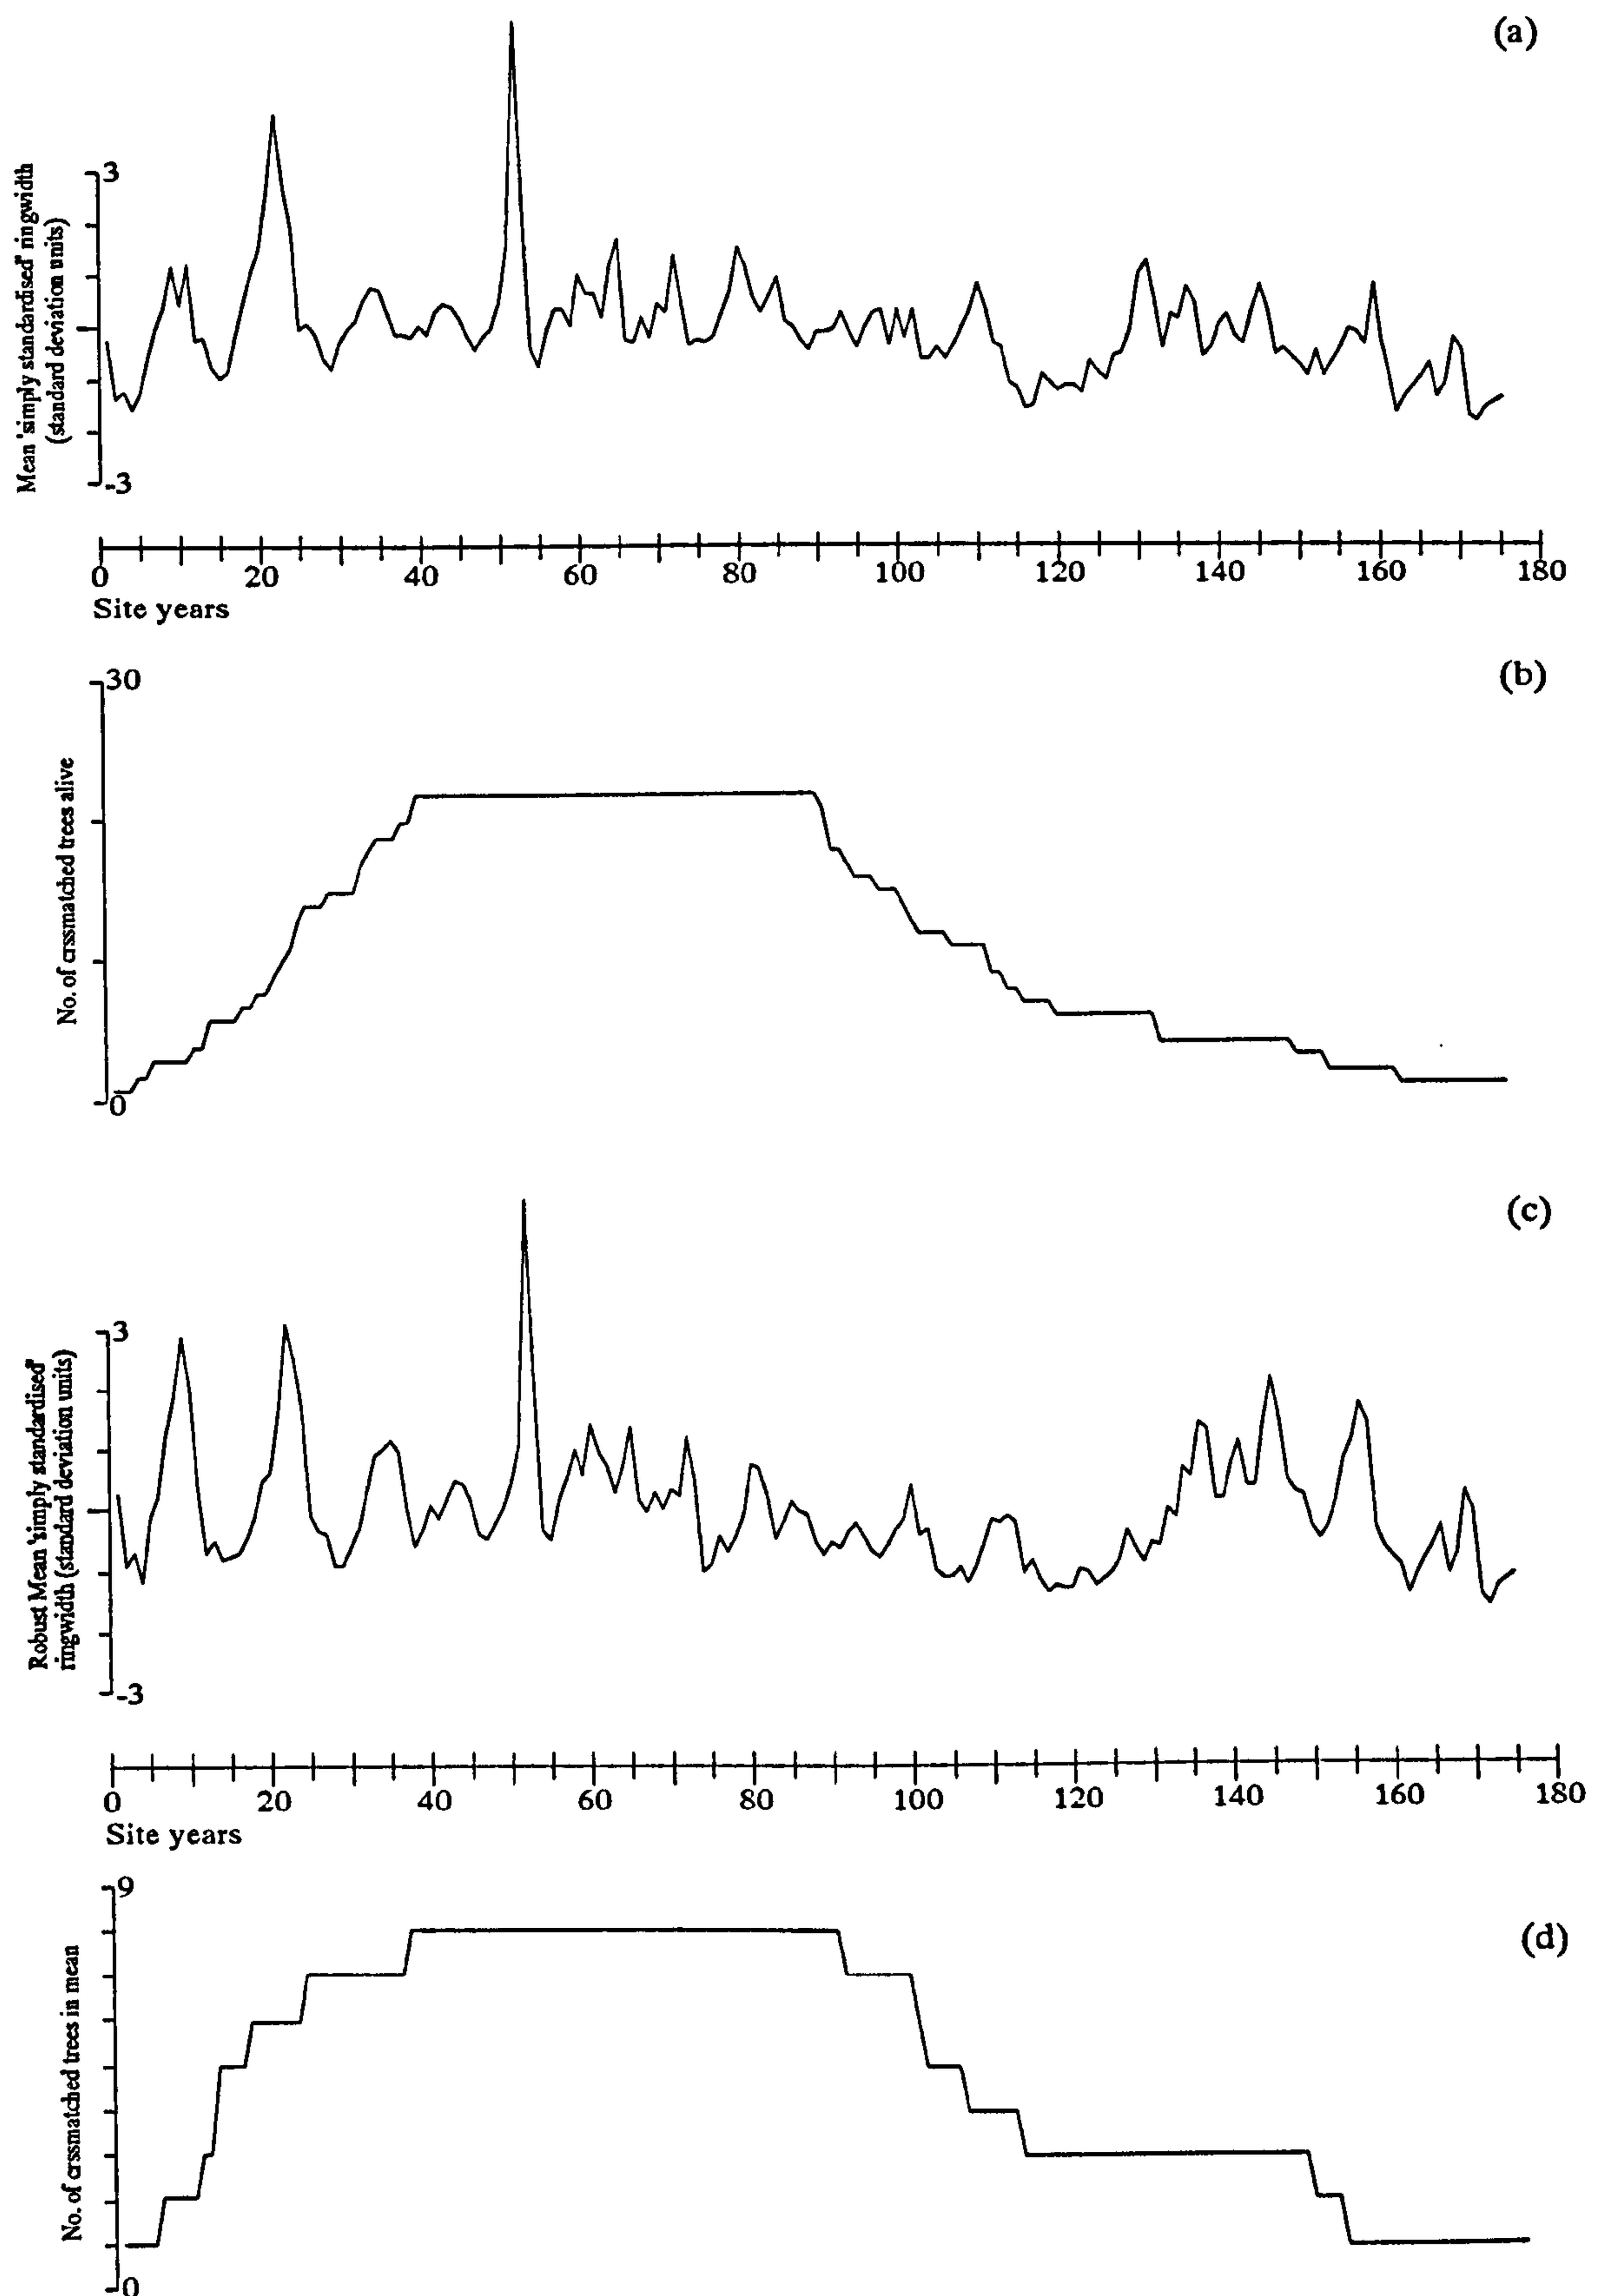 (a)
Mean 'simply standardised' ringwidth
(standard deviation units)
3
-3
0 20 40 60 80 100 120 140 160 180
Site years
(b)
No. of crssmatched trees alive
30
0
(c)
Robust Mean 'simply standardised'
ringwidth (standard deviation units)
3
-3
0 20 40 60 80 100 120 140 160 180
Site years
(d)
No. of crssmatched trees in mean
9
0